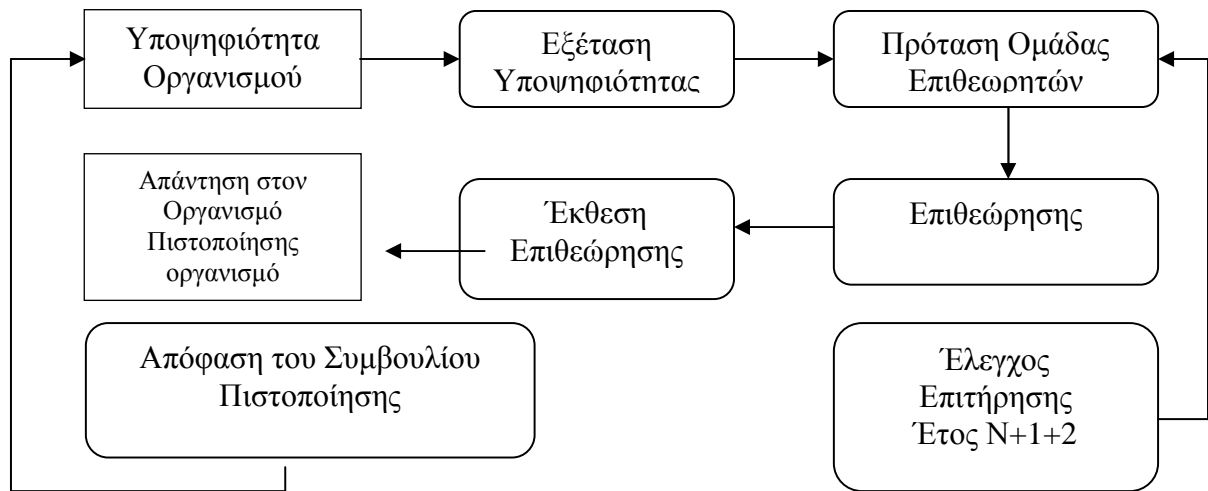 Υποψηφιότητα
Οργανισμού
Εξέταση
Υποψηφιότητας
Πρόταση Ομάδας
Επιθεωρητών
Απάντηση στον
Οργανισμό
Πιστοποίησης
οργανισμό
Έκθεση
Επιθεώρησης
Επιθεώρησης
Απόφαση του Συμβουλίου
Πιστοποίησης
Έλεγχος
Επιτήρησης
Έτος Ν+1+2